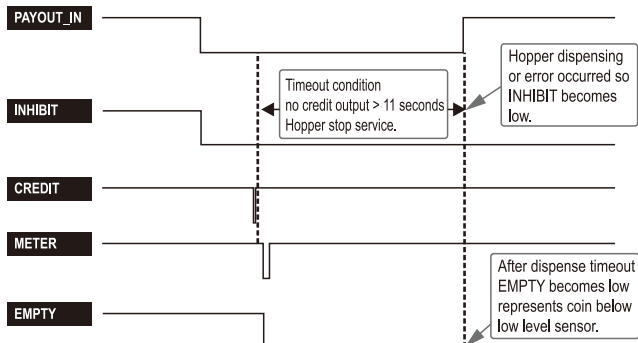 PAYOUT_IN
Hopper dispensing
or error occurred so
INHIBIT becomes
low.
Timeout condition
no credit output > 11 seconds
Hopper stop service.
INHIBIT
CREDIT
METER
After dispense timeout
EMPTY becomes low
represents coin below
low level sensor.
EMPTY